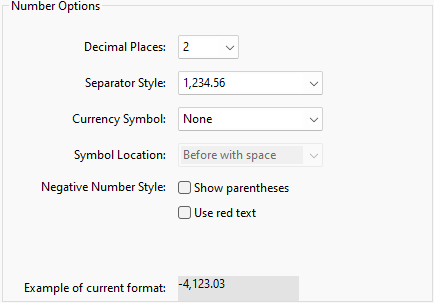 Number Options
Decimal Places: 2
Separator Style: 1,234.56
Currency Symbol: None
Symbol Location: Before with space
Negative Number Style: Show parentheses
Use red text
Example of current format: -4,123.03